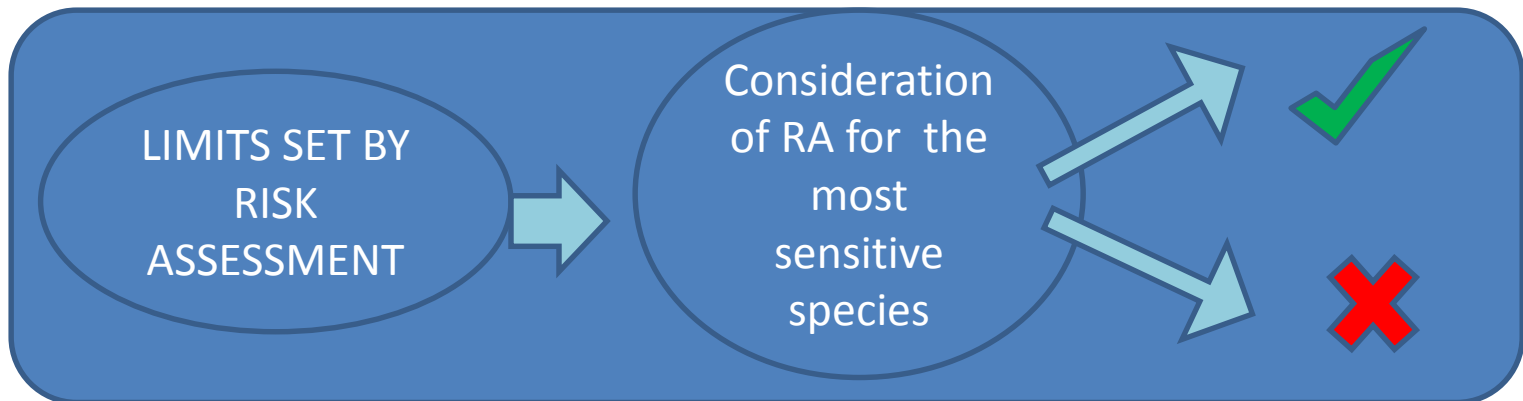 LIMITS SET BY
RISK
ASSESSMENT
Consideration
of RA for  the
most
sensitive
species